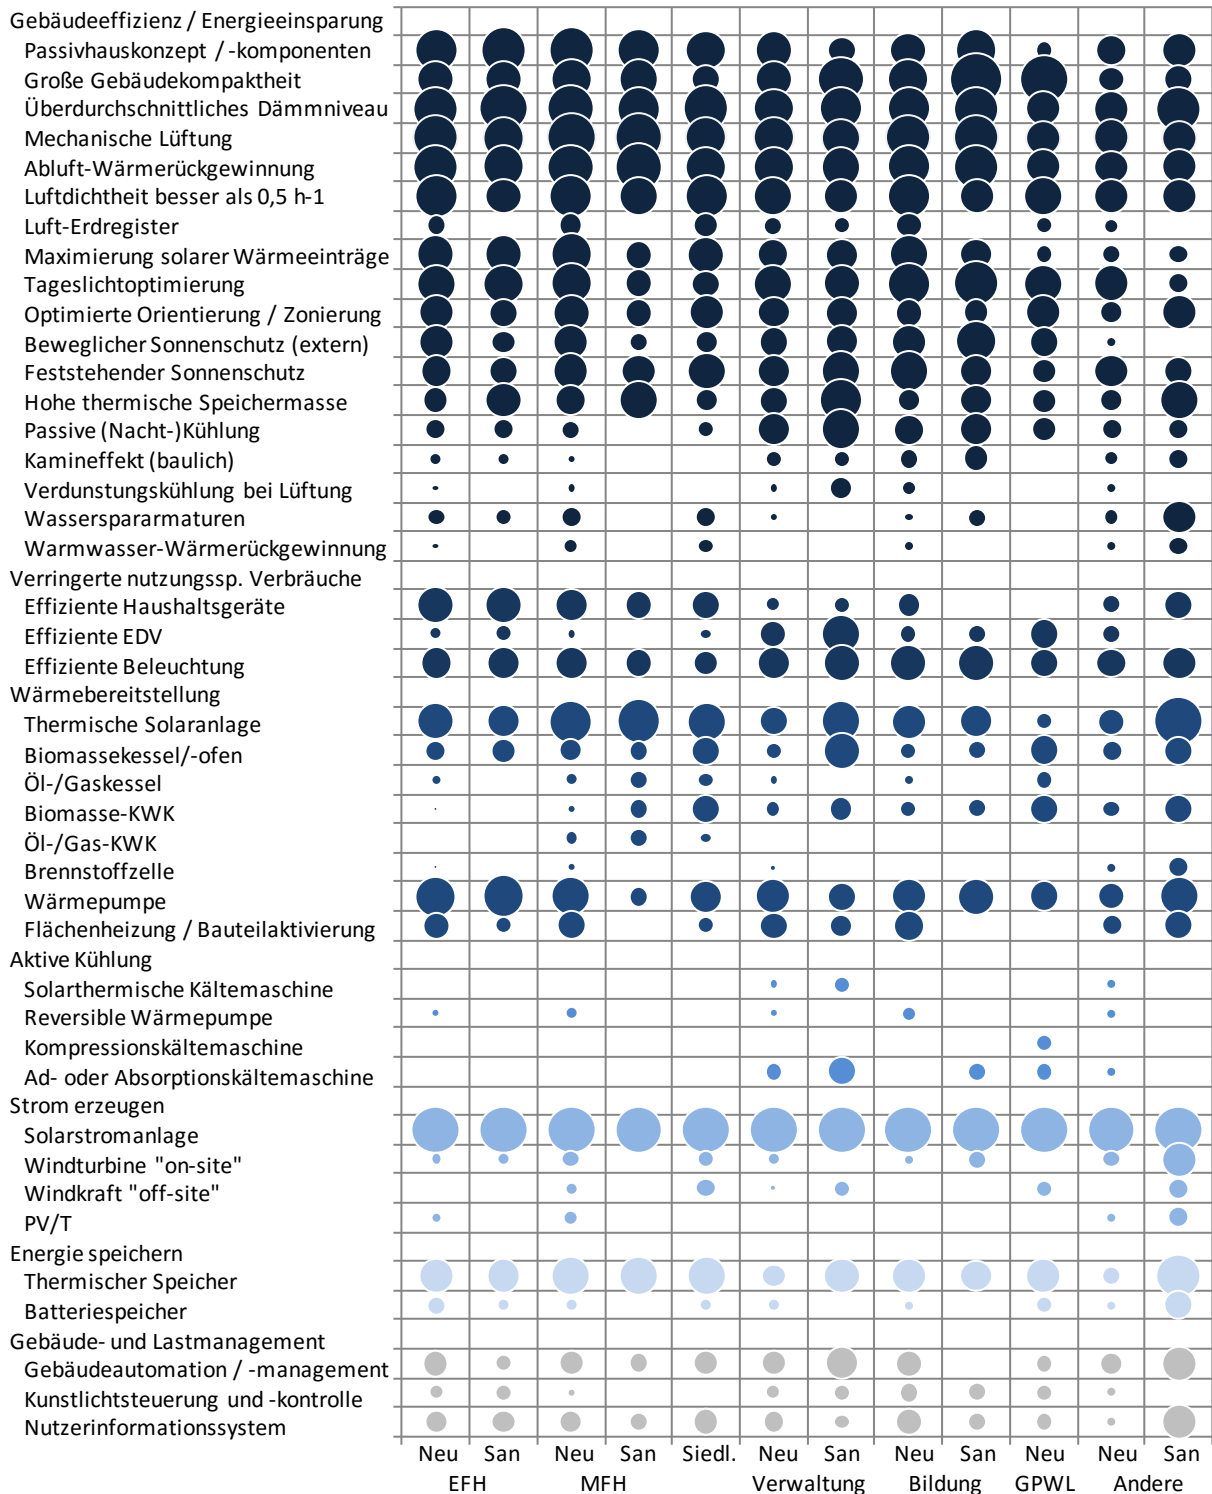 Gebäudeeffizienz / Energieeinsparung
Passivhauskonzept / -komponenten
Große Gebäudekompaktheit
Überdurchschnittliches Dämmniveau
Mechanische Lüftung
Abluft-Wärmerückgewinnung
Luftdichtheit besser als 0,5 h-1
Luft-Erdregister
Maximierung solarer Wärmeeinträge
Tageslichtoptimierung
Optimierte Orientierung / Zonierung
Beweglicher Sonnenschutz (extern)
Feststehender Sonnenschutz
Hohe thermische Speichermasse
Passive (Nacht-)Kühlung
Kamineffekt (baulich)
Verdunstungskühlung bei Lüftung
Wasserspararmaturen
Warmwasser-Wärmerückgewinnung
Verringerte nutzungssp. Verbräuche
Effiziente Haushaltsgeräte
Effiziente EDV
Effiziente Beleuchtung
Wärmebereitstellung
Thermische Solaranlage
Biomassekessel/-ofen
Öl-/Gaskessel
Biomasse-KWK
Öl-/Gas-KWK
Brennstoffzelle
Wärmepumpe
Flächenheizung / Bauteilaktivierung
Aktive Kühlung
Solarthermische Kältemaschine
Reversible Wärmepumpe
Kompressionskältemaschine
Ad- oder Absorptionskältemaschine
Strom erzeugen
Solarstromanlage
Windturbine "on-site"
Windkraft "off-site"
PV/T
Energie speichern
Thermischer Speicher
Batteriespeicher
Gebäude- und Lastmanagement
Gebäudeautomation / -management
Kunstlichtsteuerung und -kontrolle
Nutzerinformationssystem
Neu San Neu San Siedl. Neu San Neu San Neu Neu San
EFH MFH Verwaltung Bildung GPWL Andere